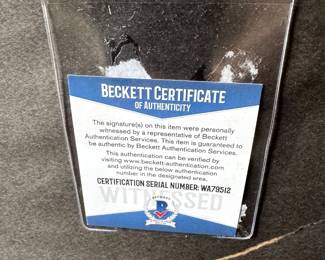 BECKETT CERTIFICATE
OF AUTHENTICITY
The signature(s) on this item were personally
witnessed by a representative of Beckett
Authentication Services. This item is guaranteed to
be authentic by Beckett Authentication Services.
This authentication can be verified by
visiting www.beckett-authentication.com
and utilizing the below authentication
number in the designated area.
CERTIFICATION SERIAL NUMBER: WA79512
WITNESSED
BECKETT
B